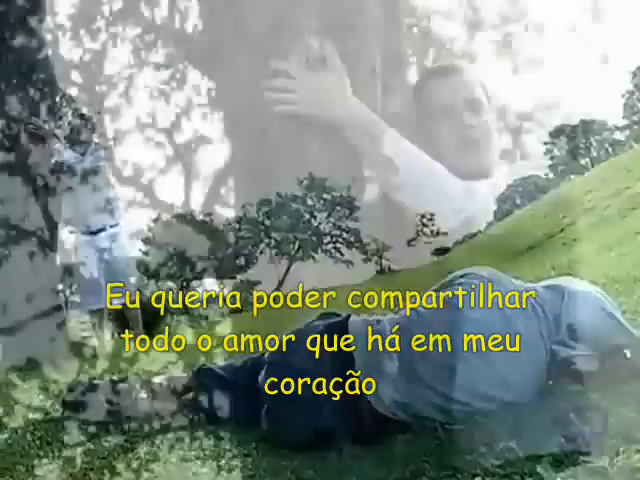 Eu queria poder compartilhar
todo o amor que há em meu
coração